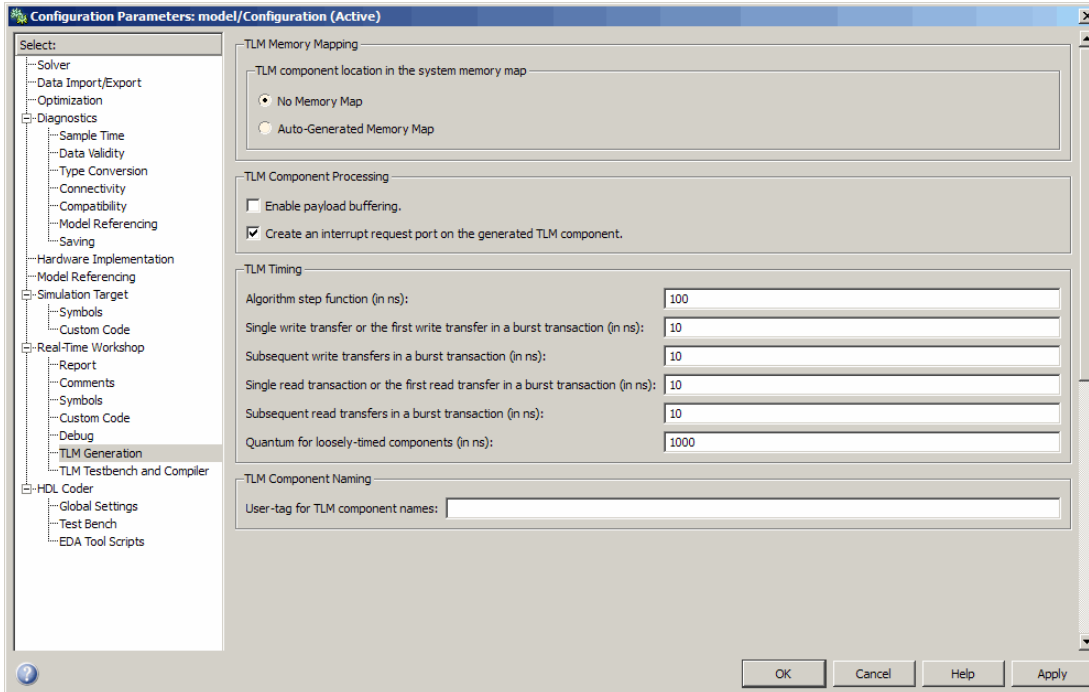 Configuration Parameters: model/Configuration (Active)
Select:
Solver
Data Import/Export
Optimization
Diagnostics
Sample Time
Data Validity
Type Conversion
Connectivity
Compatibility
Model Referencing
Saving
Hardware Implementation
Model Referencing
Simulation Target
Symbols
Custom Code
Real-Time Workshop
Report
Comments
Symbols
Custom Code
Debug
TLM Generation
TLM Testbench and Compiler
HDL Coder
Global Settings
Test Bench
EDA Tool Scripts
TLM Memory Mapping
TLM component location in the system memory map
No Memory Map
Auto-Generated Memory Map
TLM Component Processing
Enable payload buffering.
Create an interrupt request port on the generated TLM component.
TLM Timing
Algorithm step function (in ns): 100
Single write transfer or the first write transfer in a burst transaction (in ns): 10
Subsequent write transfers in a burst transaction (in ns): 10
Single read transaction or the first read transfer in a burst transaction (in ns): 10
Subsequent read transfers in a burst transaction (in ns): 10
Quantum for loosely-timed components (in ns): 1000
TLM Component Naming
User-tag for TLM component names:
OK Cancel Help Apply